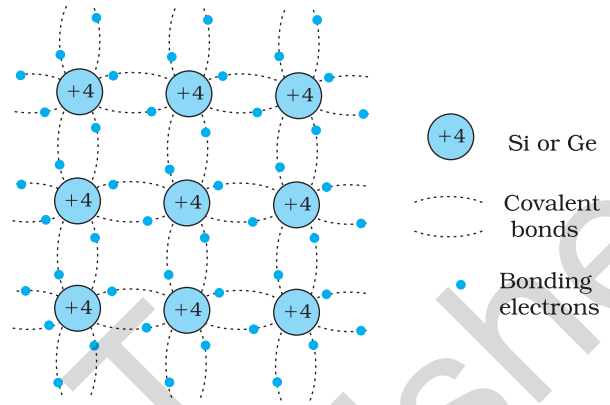 +4 +4 +4
+4 Si or Ge
+4 +4 +4
Covalent
bonds
Bonding
electrons
+4 +4 +4